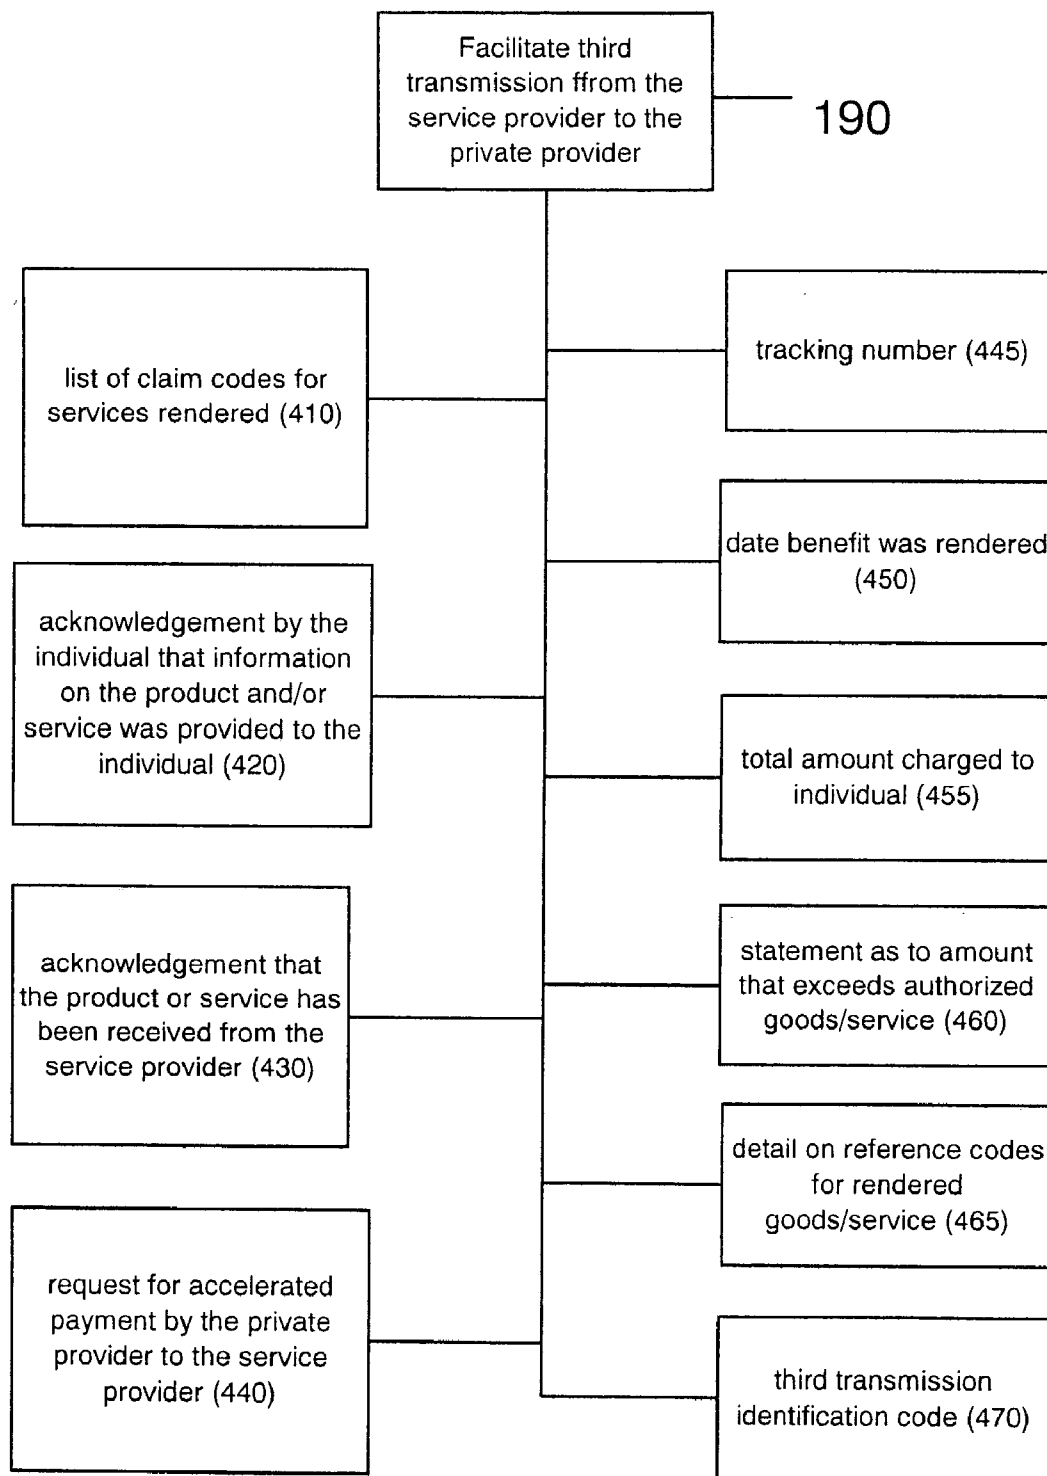 Facilitate third
transmission ffrom the
service provider to the
private provider
190
list of claim codes for
services rendered (410)
acknowledgement by the
individual that information
on the product and/or
service was provided to the
individual (420)
acknowledgement that
the product or service has
been received from the
service provider (430)
request for accelerated
payment by the private
provider to the service
provider (440)
tracking number (445)
date benefit was rendered
(450)
total amount charged to
individual (455)
statement as to amount
that exceeds authorized
goods/service (460)
detail on reference codes
for rendered
goods/service (465)
third transmission
identification code (470)